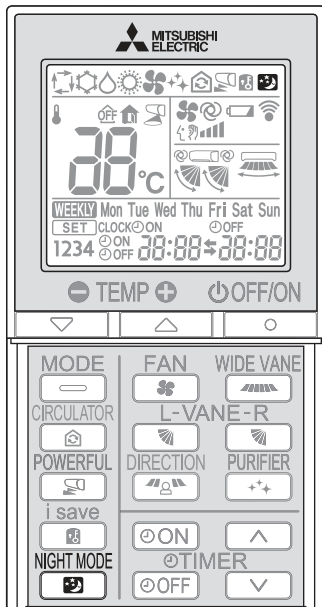 MITSUBISHI
ELECTRIC
OFF
88°C
WEEKLY Mon Tue Wed Thu Fri Sat Sun
SET CLOCK ON OFF
1234 ON OFF 88:88 88:88
TEMP OFF/ON
MODE FAN WIDE VANE
CIRCULATOR L-VANE-R
POWERFUL DIRECTION PURIFIER
i save
ON
NIGHT MODE TIMER
OFF